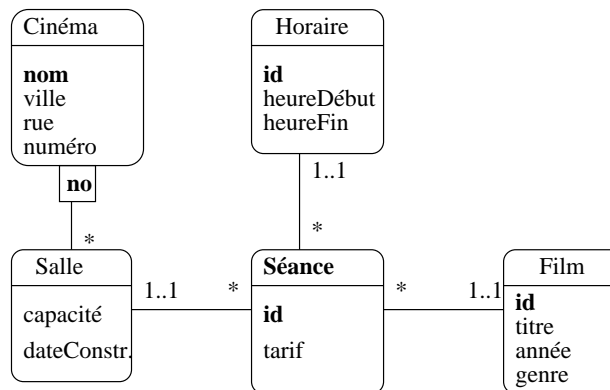 Cinéma
nom
ville
rue
numéro
no
*
Horaire
id
heureDébut
heureFin
1..1
*
Salle
capacité
dateConstr.
1..1
*
Séance
id
tarif
*
1..1
Film
id
titre
année
genre